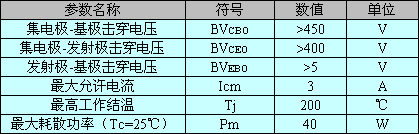 参数名称 符号 数值 单位
集电极-基极击穿电压 BVCBO >450 V
集电极-发射极击穿电压 BVCEO >400 V
发射极-基极击穿电压 BVEBO >5 V
最大允许电流 Icm 3 A
最高工作结温 Tj 200 ℃
最大耗散功率（Tc=25℃） Pm 40 W